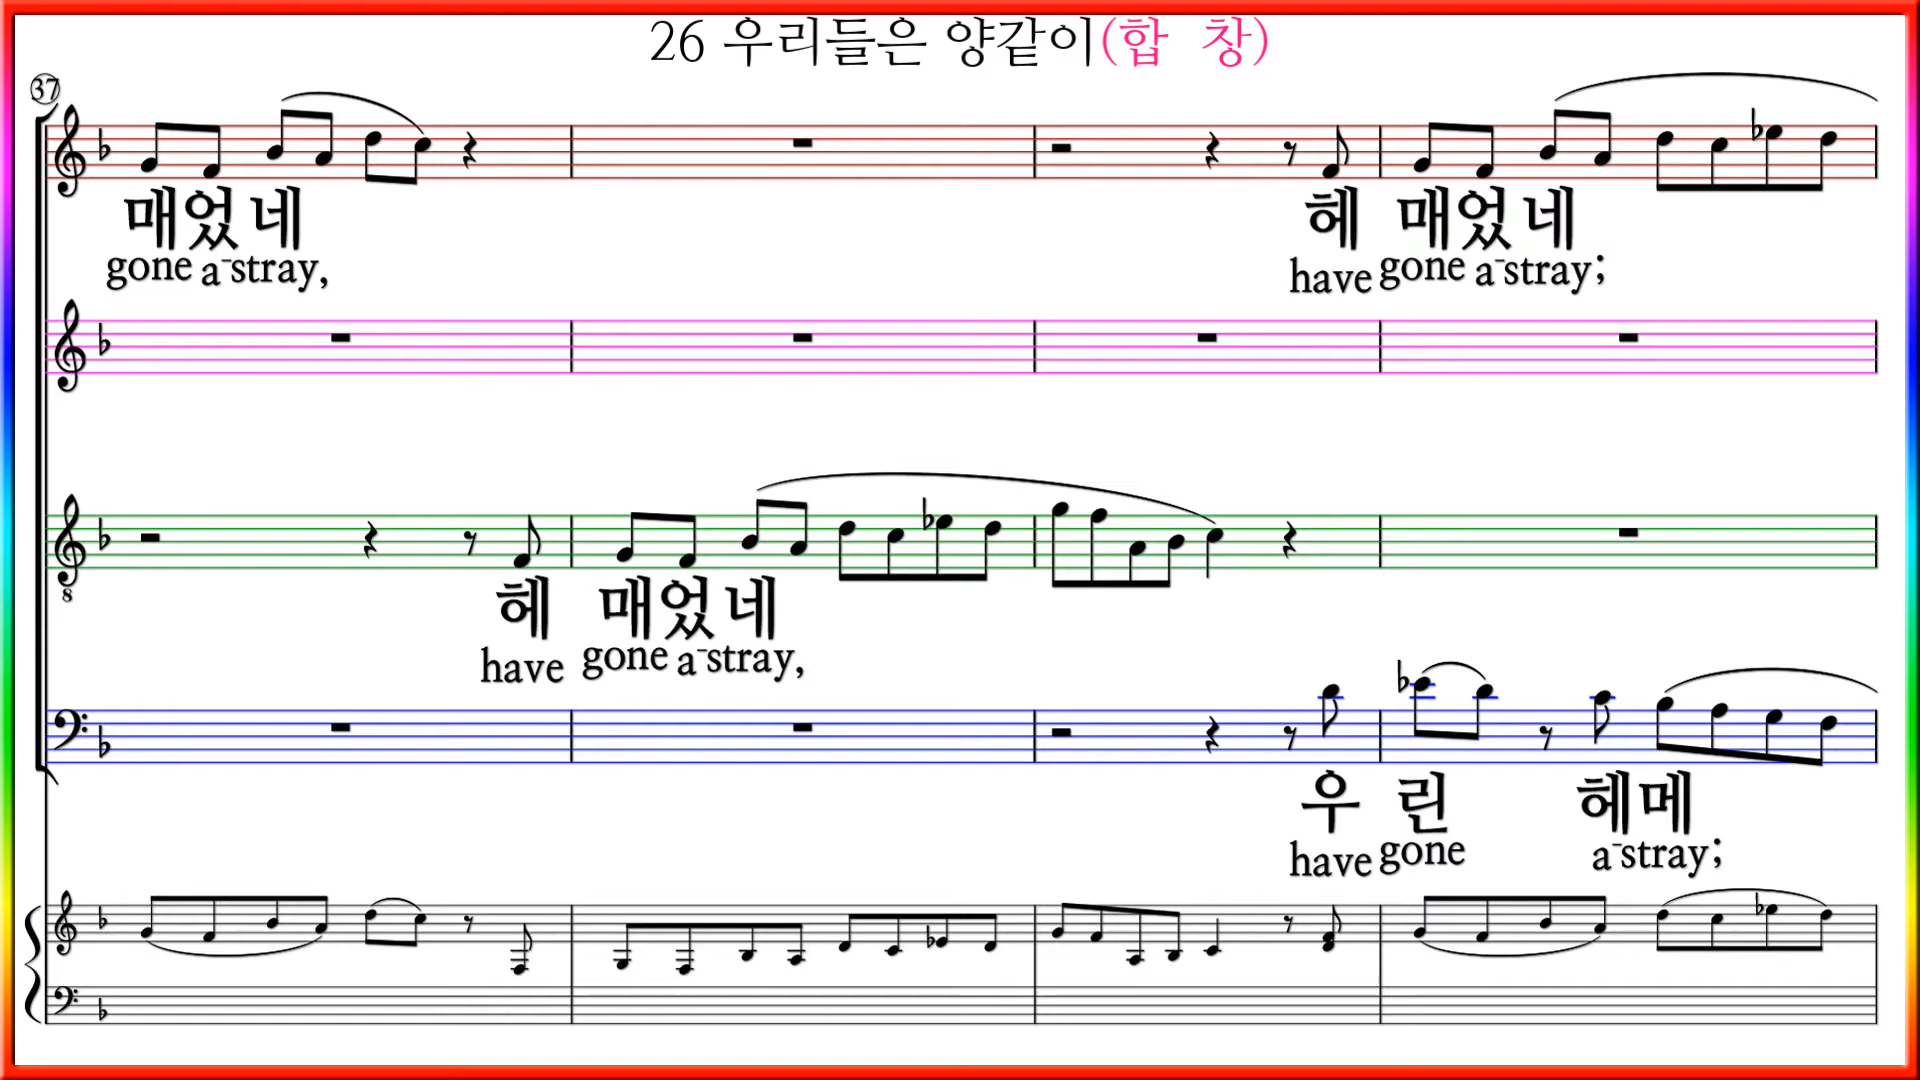 26 우리들은 양같이(합 창)
37
매었네 헤 매었네
gone a-stray, have gone a-stray;
8
헤 매었네
have gone a-stray,
우 린 헤메
have gone a-stray;